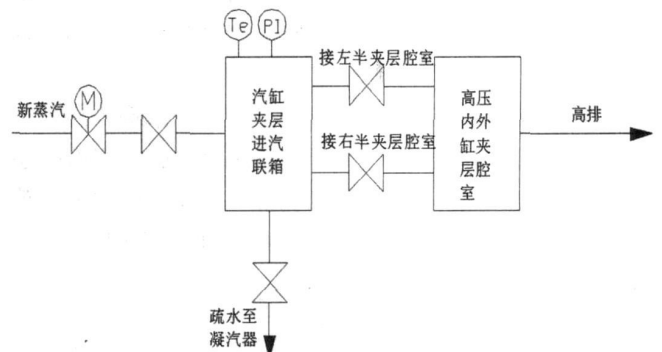 Te PI
接左半夹层腔室
新蒸汽
M
汽缸
夹层
进汽
联箱
接右半夹层腔室
高压
内外
缸夹
层腔
室
高排
疏水至
凝汽器